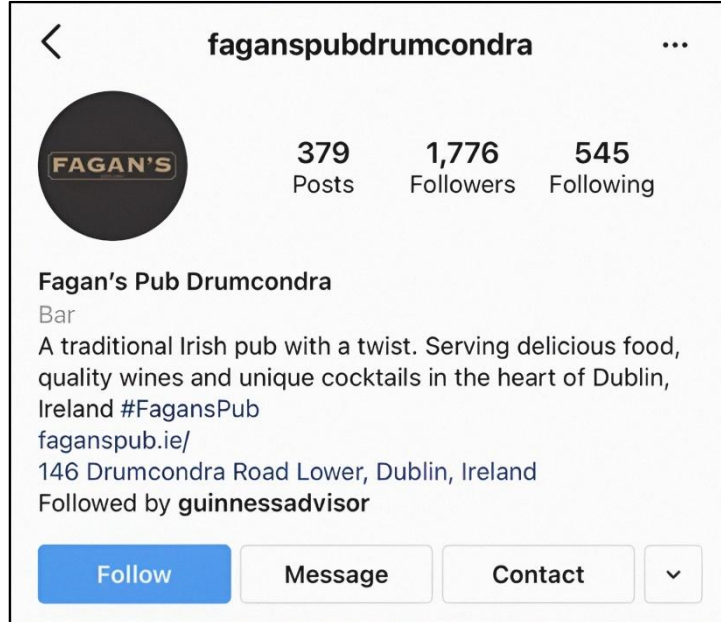 faganspubdrumcondra
FAGAN'S
379 1,776 545
Posts Followers Following
Fagan's Pub Drumcondra
Bar
A traditional Irish pub with a twist. Serving delicious food,
quality wines and unique cocktails in the heart of Dublin,
Ireland #FagansPub
faganspub.ie/
146 Drumcondra Road Lower, Dublin, Ireland
Followed by guinnessadvisor
Follow Message Contact